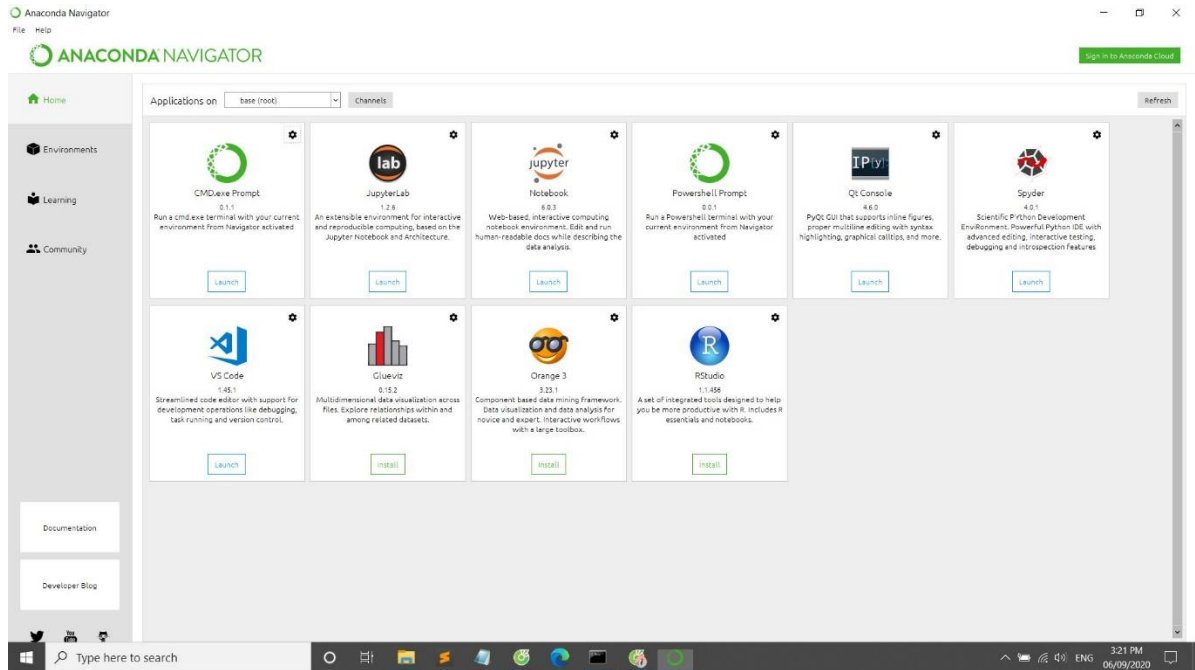 Anaconda Navigator
File Help
ANACONDA NAVIGATOR
Sign in to Anaconda Cloud
Home
Environments
Learning
Community
Documentation
Developer Blog
Applications on base (root) Channels
Refresh
CMD.exe Prompt
0.1.1
Run a cmd.exe terminal with your current
environment from Navigator activated
Launch
lab
JupyterLab
1.2.6
An extensible environment for interactive
and reproducible computing, based on the
Jupyter Notebook and Architecture.
Launch
jupyter
Notebook
6.0.3
Web-based, interactive computing
notebook environment. Edit and run
human-readable docs while describing the
data analysis.
Launch
Powershell Prompt
0.0.1
Run a Powershell terminal with your
current environment from Navigator
activated
Launch
IP[y]:
Qt Console
4.6.0
PyQt GUI that supports inline figures,
proper multiline editing with syntax
highlighting, graphical calltips, and more.
Launch
Spyder
4.0.1
Scientific PYthon Development
EnviRonment. Powerful Python IDE with
advanced editing, interactive testing,
debugging and introspection features
Launch
VS Code
1.45.1
Streamlined code editor with support for
development operations like debugging,
task running and version control.
Launch
Glueviz
0.15.2
Multidimensional data visualization across
files. Explore relationships within and
among related datasets.
Install
Orange 3
3.23.1
Component based data mining framework.
Data visualization and data analysis for
novice and expert. Interactive workflows
with a large toolbox.
Install
R
RStudio
1.1.456
A set of integrated tools designed to help
you be more productive with R. Includes R
essentials and notebooks.
Install
You
Tube
Type here to search
ENG
3:21 PM
06/09/2020